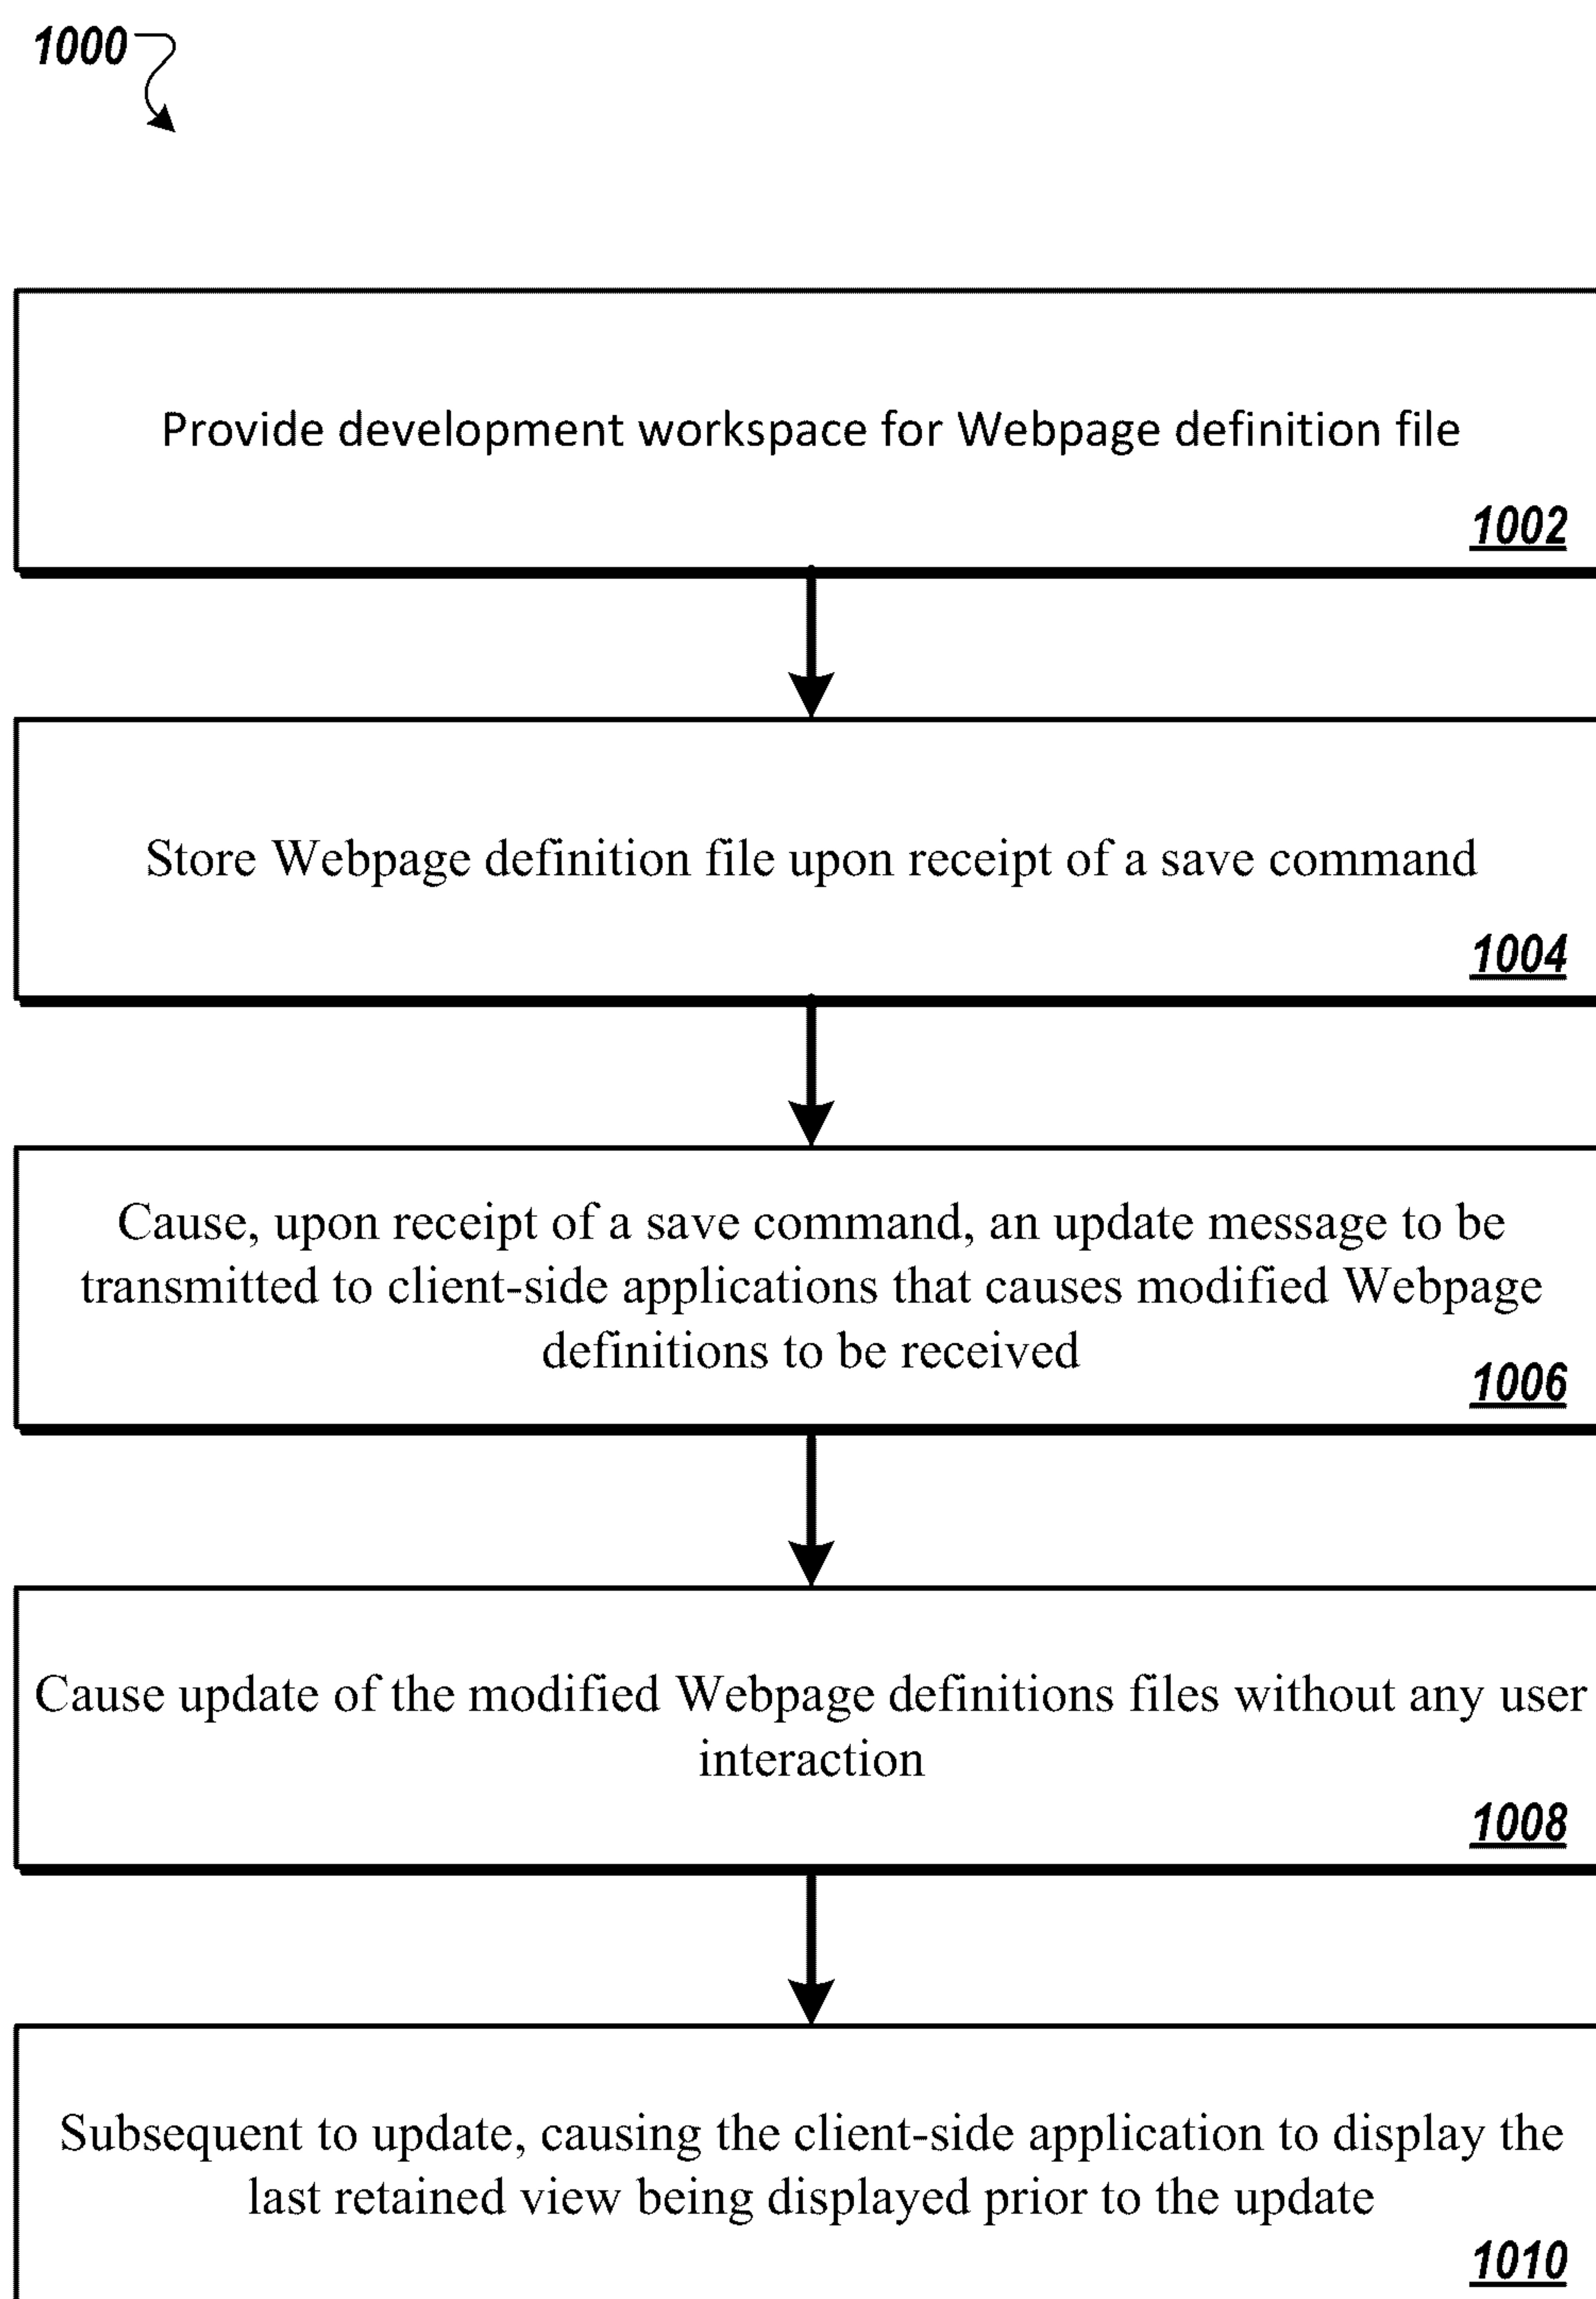 1000
Provide development workspace for Webpage definition file
1002
Store Webpage definition file upon receipt of a save command
1004
Cause, upon receipt of a save command, an update message to be
transmitted to client-side applications that causes modified Webpage
definitions to be received
1006
Cause update of the modified Webpage definitions files without any user
interaction
1008
Subsequent to update, causing the client-side application to display the
last retained view being displayed prior to the update
1010